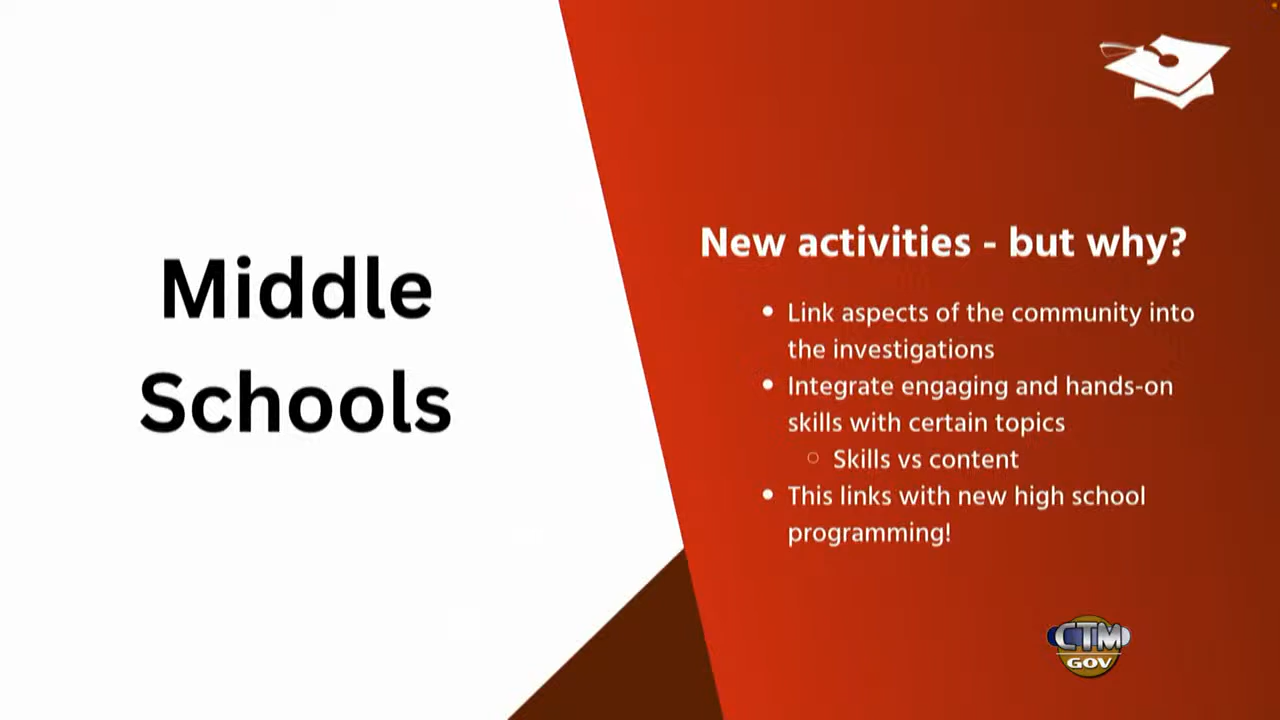 Middle
Schools
New activities - but why?
Link aspects of the community into
the investigations
Integrate engaging and hands-on
skills with certain topics
Skills vs content
This links with new high school
programming!
CTM
GOV